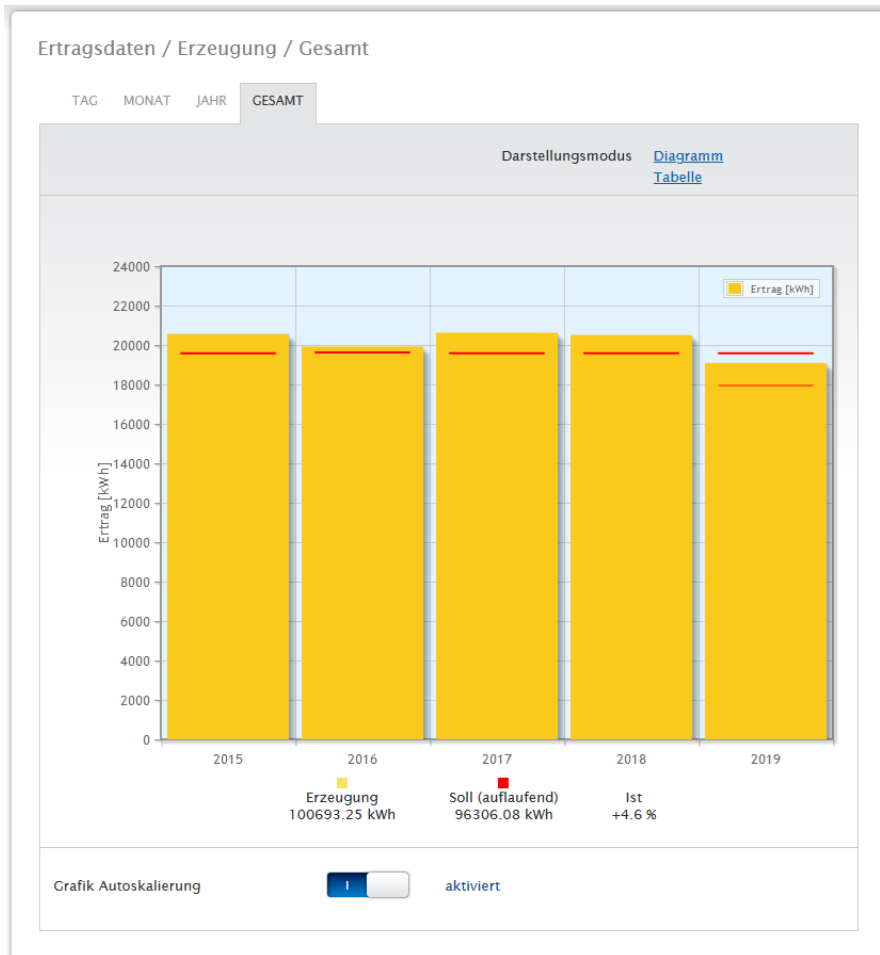 Ertragsdaten / Erzeugung / Gesamt
TAG MONAT JAHR GESAMT
Darstellungsmodus Diagramm
Tabelle
Ertrag [kWh]
24000
22000
20000
18000
16000
14000
12000
10000
8000
6000
4000
2000
0
Ertrag [kWh]
2015 2016 2017 2018 2019
Erzeugung Soll (auflaufend) Ist
100693.25 kWh 96306.08 kWh +4.6 %
Grafik Autoskalierung I aktiviert